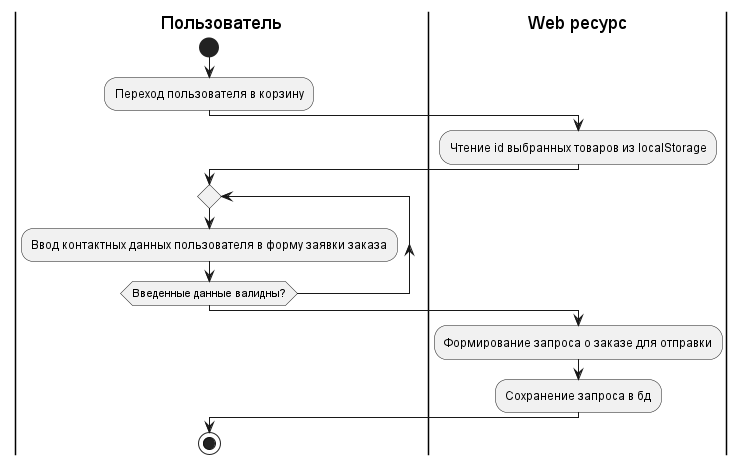 Пользователь
Web ресурс
Переход пользователя в корзину
Чтение id выбранных товаров из localStorage
Ввод контактных данных пользователя в форму заявки заказа
Введенные данные валидны?
Формирование запроса о заказе для отправки
Сохранение запроса в бд